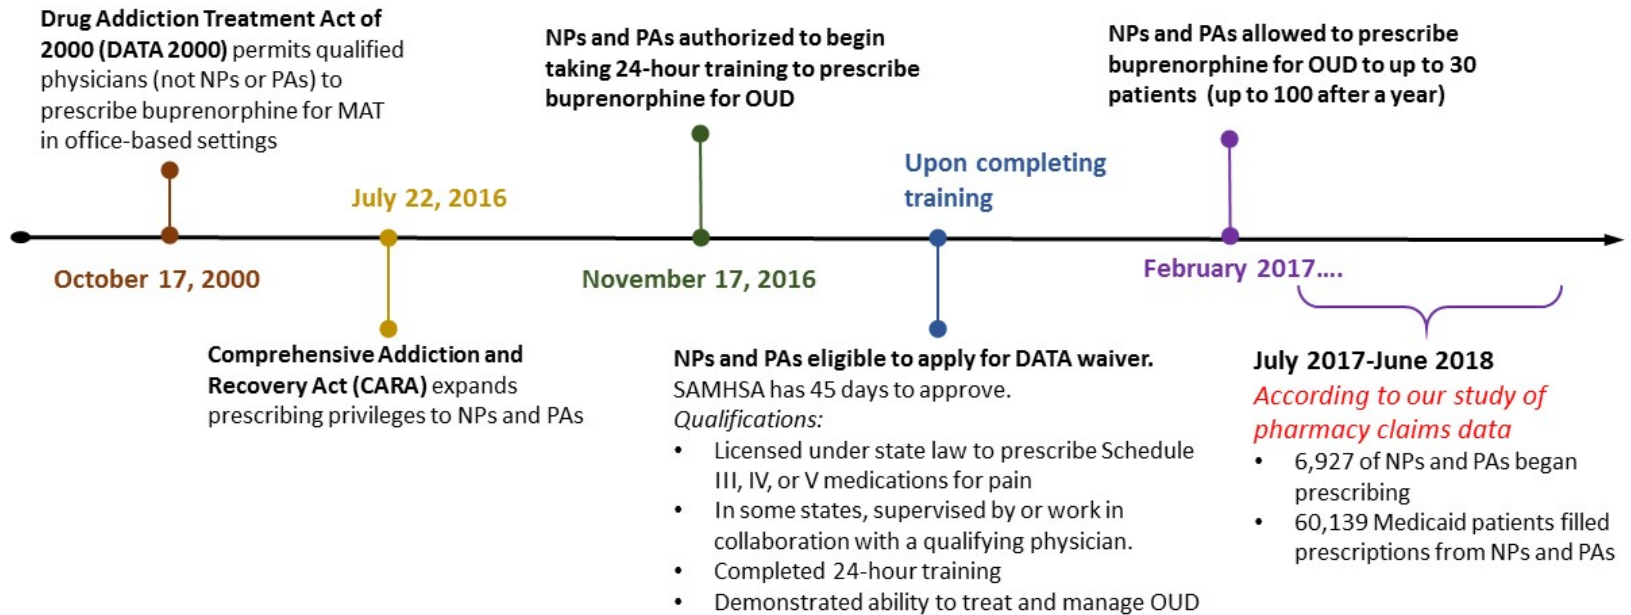 Drug Addiction Treatment Act of
2000 (DATA 2000) permits qualified
physicians (not NPs or PAs) to
prescribe buprenorphine for MAT
in office-based settings
October 17, 2000
July 22, 2016
Comprehensive Addiction and
Recovery Act (CARA) expands
prescribing privileges to NPs and PAs
NPs and PAs authorized to begin
taking 24-hour training to prescribe
buprenorphine for OUD
November 17, 2016
Upon completing
training
NPs and PAs eligible to apply for DATA waiver.
SAMHSA has 45 days to approve.
Qualifications:
• Licensed under state law to prescribe Schedule
III, IV, or V medications for pain
• In some states, supervised by or work in
collaboration with a qualifying physician.
• Completed 24-hour training
• Demonstrated ability to treat and manage OUD
NPs and PAs allowed to prescribe
buprenorphine for OUD to up to 30
patients (up to 100 after a year)
February 2017....
July 2017-June 2018
According to our study of
pharmacy claims data
• 6,927 of NPs and PAs began
prescribing
• 60,139 Medicaid patients filled
prescriptions from NPs and PAs